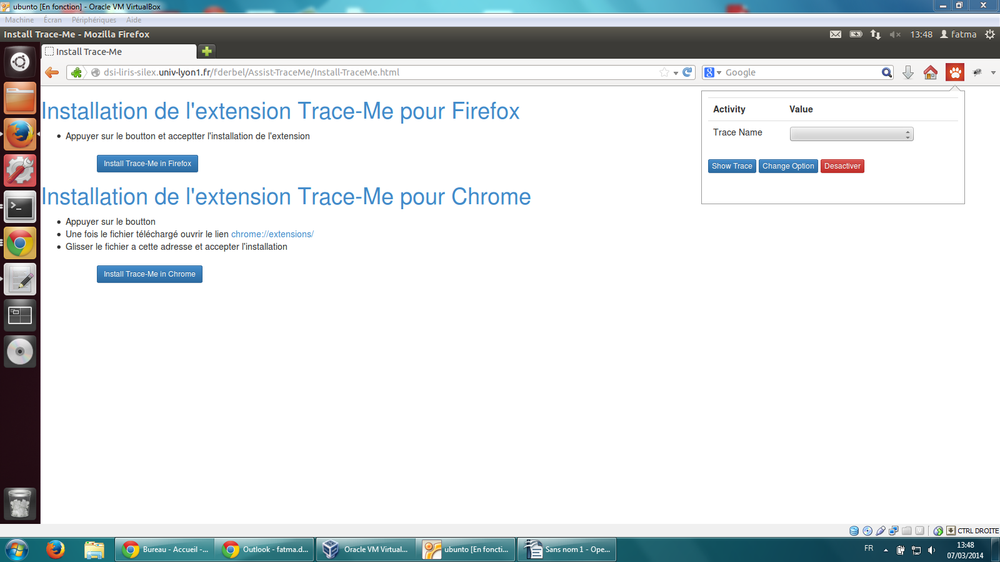 ubunto [En fonction] - Oracle VM VirtualBox
Machine Écran Périphériques Aide
Install Trace-Me - Mozilla Firefox
13:48 fatma
Install Trace-Me
dsi-liris-silex.univ-lyon1.fr/fderbel/Assist-TraceMe/Install-TraceMe.html
Google
Installation de l'extension Trace-Me pour Firefox
Appuyer sur le boutton et acceptter l'installation de l'extension
Install Trace-Me in Firefox
Installation de l'extension Trace-Me pour Chrome
Appuyer sur le boutton
Une fois le fichier téléchargé ouvrir le lien chrome://extensions/
Glisser le fichier a cette adresse et accepter l'installation
Install Trace-Me in Chrome
Activity Value
Trace Name
Show Trace Change Option Desactiver
CTRL DROITE
Bureau - Accueil -... Outlook - fatma.d... Oracle VM Virtual... ubunto [En foncti... Sans nom 1 - Ope...
FR
13:48
07/03/2014